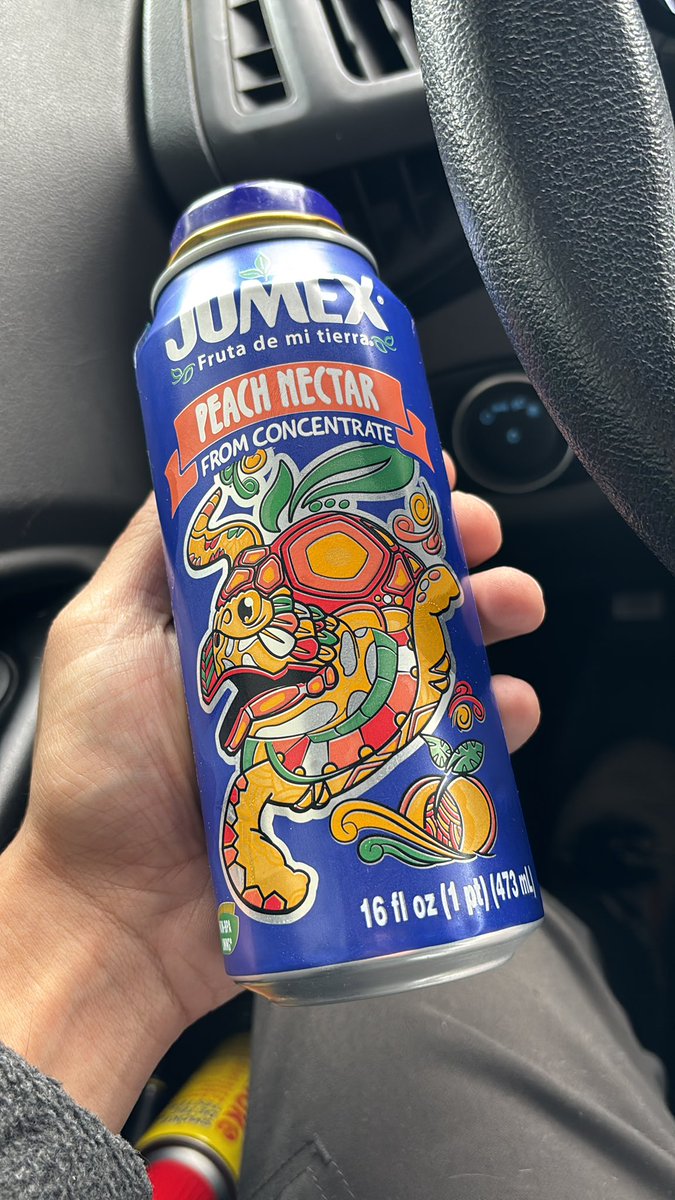 JUMEX
Fruta de mi tierra
PEACH NECTAR
FROM CONCENTRATE
16 fl oz (1 pt) (473 mL)